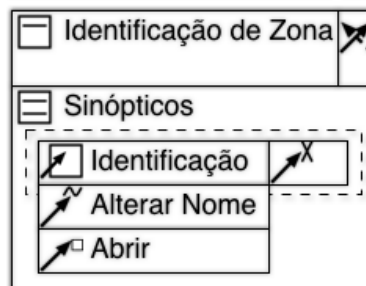 Identificação de Zona
Sinópticos
Identificação
Alterar Nome
Abrir